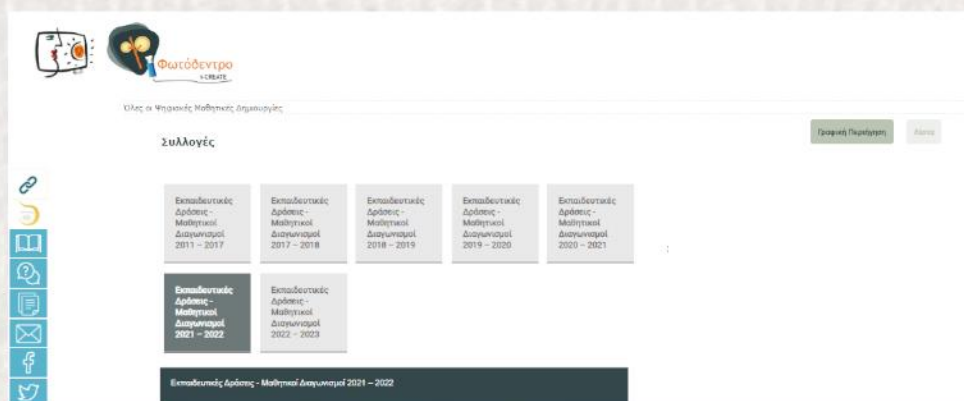 Φωτόδεντρο
i-CREATE
Όλες οι Ψηφιακές Μαθητικές Δημιουργίες
Συλλογές
Γραφική Περιήγηση
Λίστα
Εκπαιδευτικές
Δράσεις -
Μαθητικοί
Διαγωνισμοί
2011 – 2017
Εκπαιδευτικές
Δράσεις -
Μαθητικοί
Διαγωνισμοί
2017 – 2018
Εκπαιδευτικές
Δράσεις -
Μαθητικοί
Διαγωνισμοί
2018 – 2019
Εκπαιδευτικές
Δράσεις -
Μαθητικοί
Διαγωνισμοί
2019 – 2020
Εκπαιδευτικές
Δράσεις -
Μαθητικοί
Διαγωνισμοί
2020 – 2021
Εκπαιδευτικές
Δράσεις -
Μαθητικοί
Διαγωνισμοί
2021 – 2022
Εκπαιδευτικές
Δράσεις -
Μαθητικοί
Διαγωνισμοί
2022 – 2023
Εκπαιδευτικές Δράσεις - Μαθητικοί Διαγωνισμοί 2021 – 2022